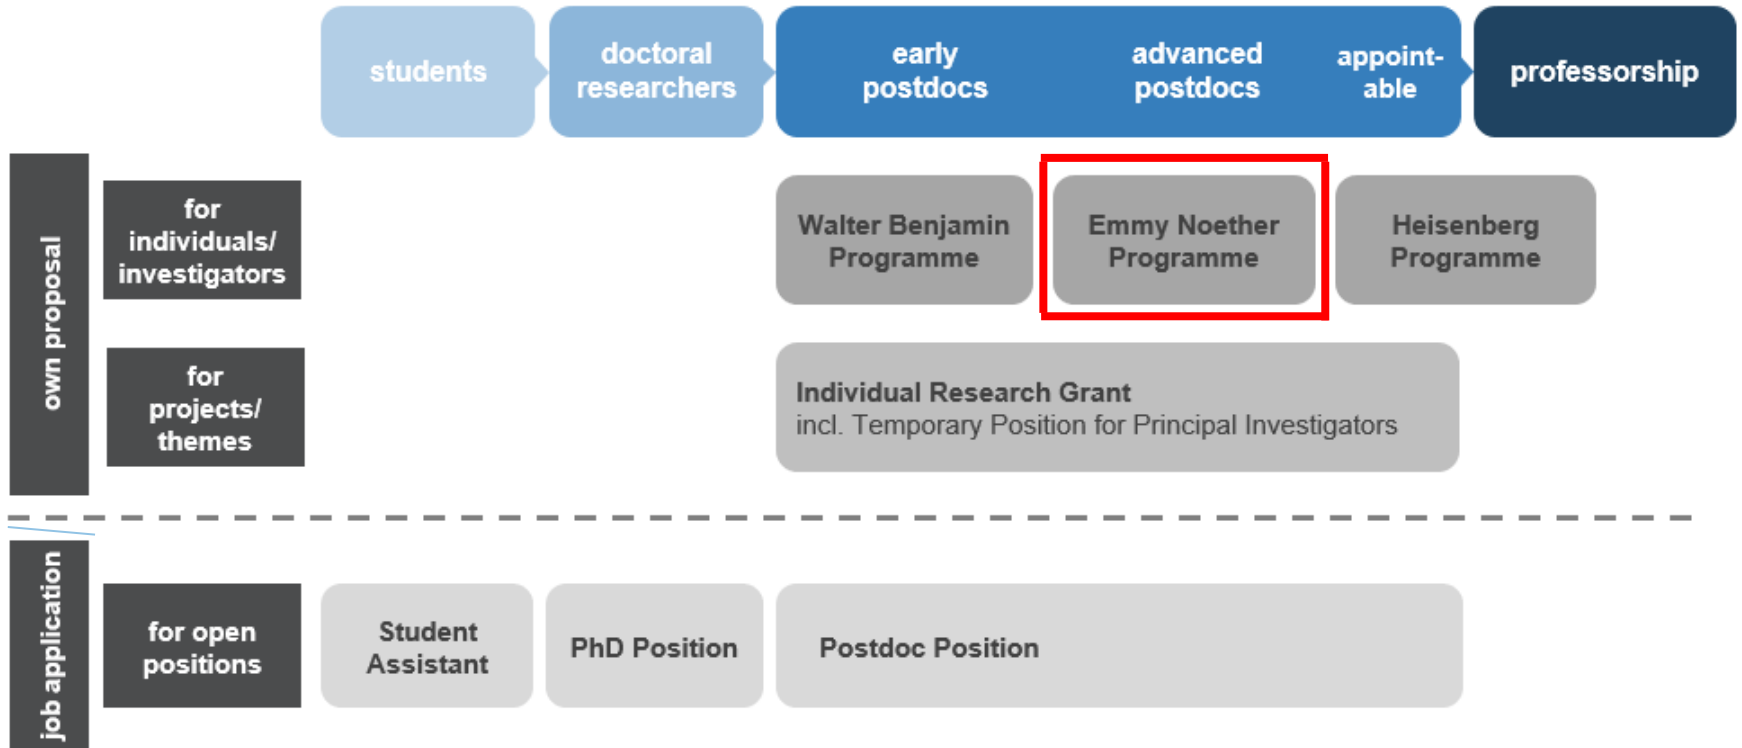 students
doctoral
researchers
early
postdocs
advanced
postdocs
appoint-
able
professorship
own proposal
for
individuals/
investigators
Walter Benjamin
Programme
Emmy Noether
Programme
Heisenberg
Programme
for
projects/
themes
Individual Research Grant
incl. Temporary Position for Principal Investigators
job application
for open
positions
Student
Assistant
PhD Position
Postdoc Position